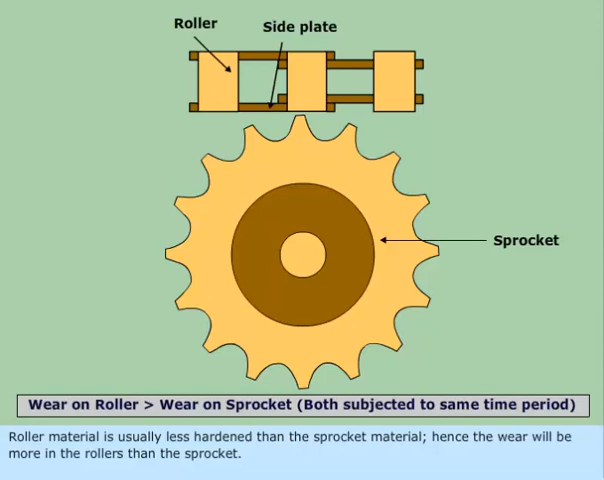 Roller
Side plate
Sprocket
Wear on Roller > Wear on Sprocket (Both subjected to same time period)
Roller material is usually less hardened than the sprocket material; hence the wear will be
more in the rollers than the sprocket.